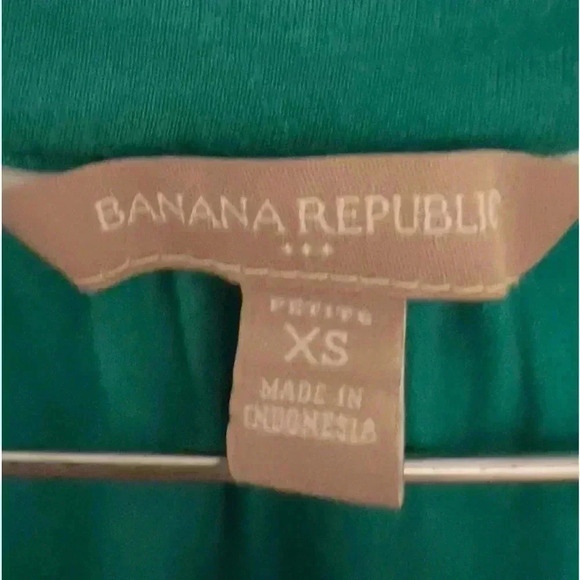 BANANA REPUBLIC
PETITE
XS
MADE IN
INDONESIA